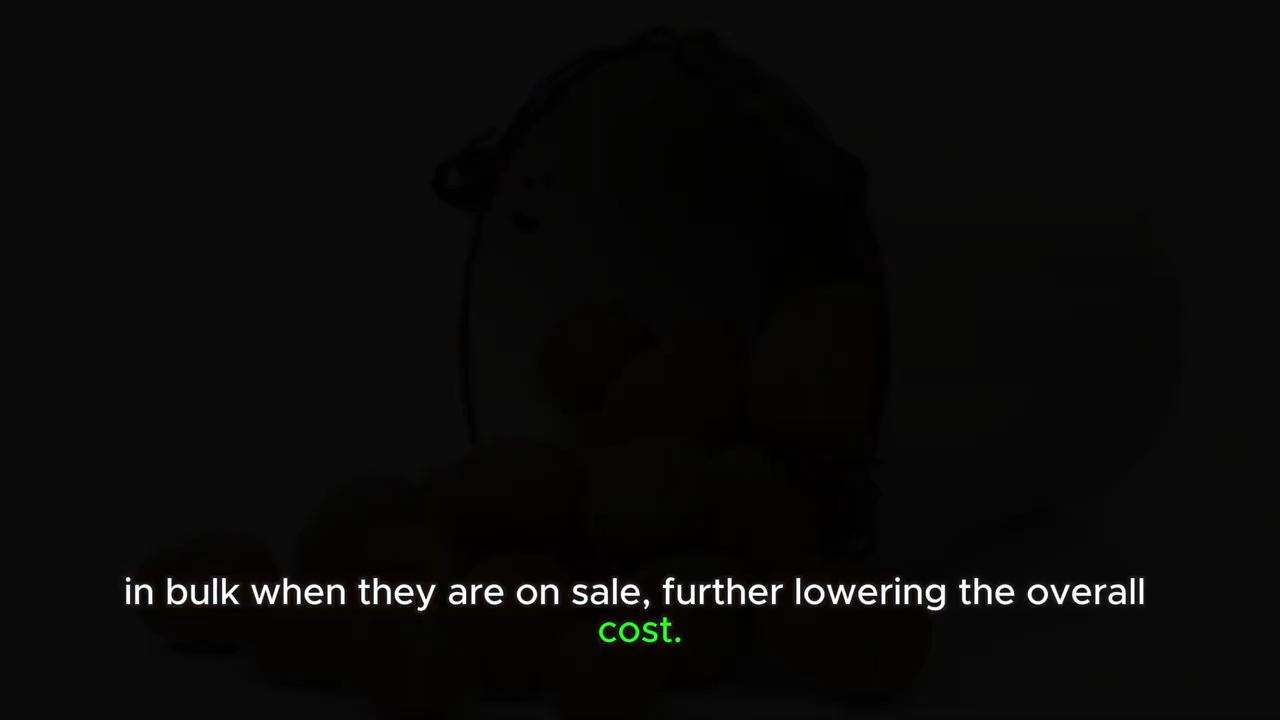 in bulk when they are on sale, further lowering the overall
cost.